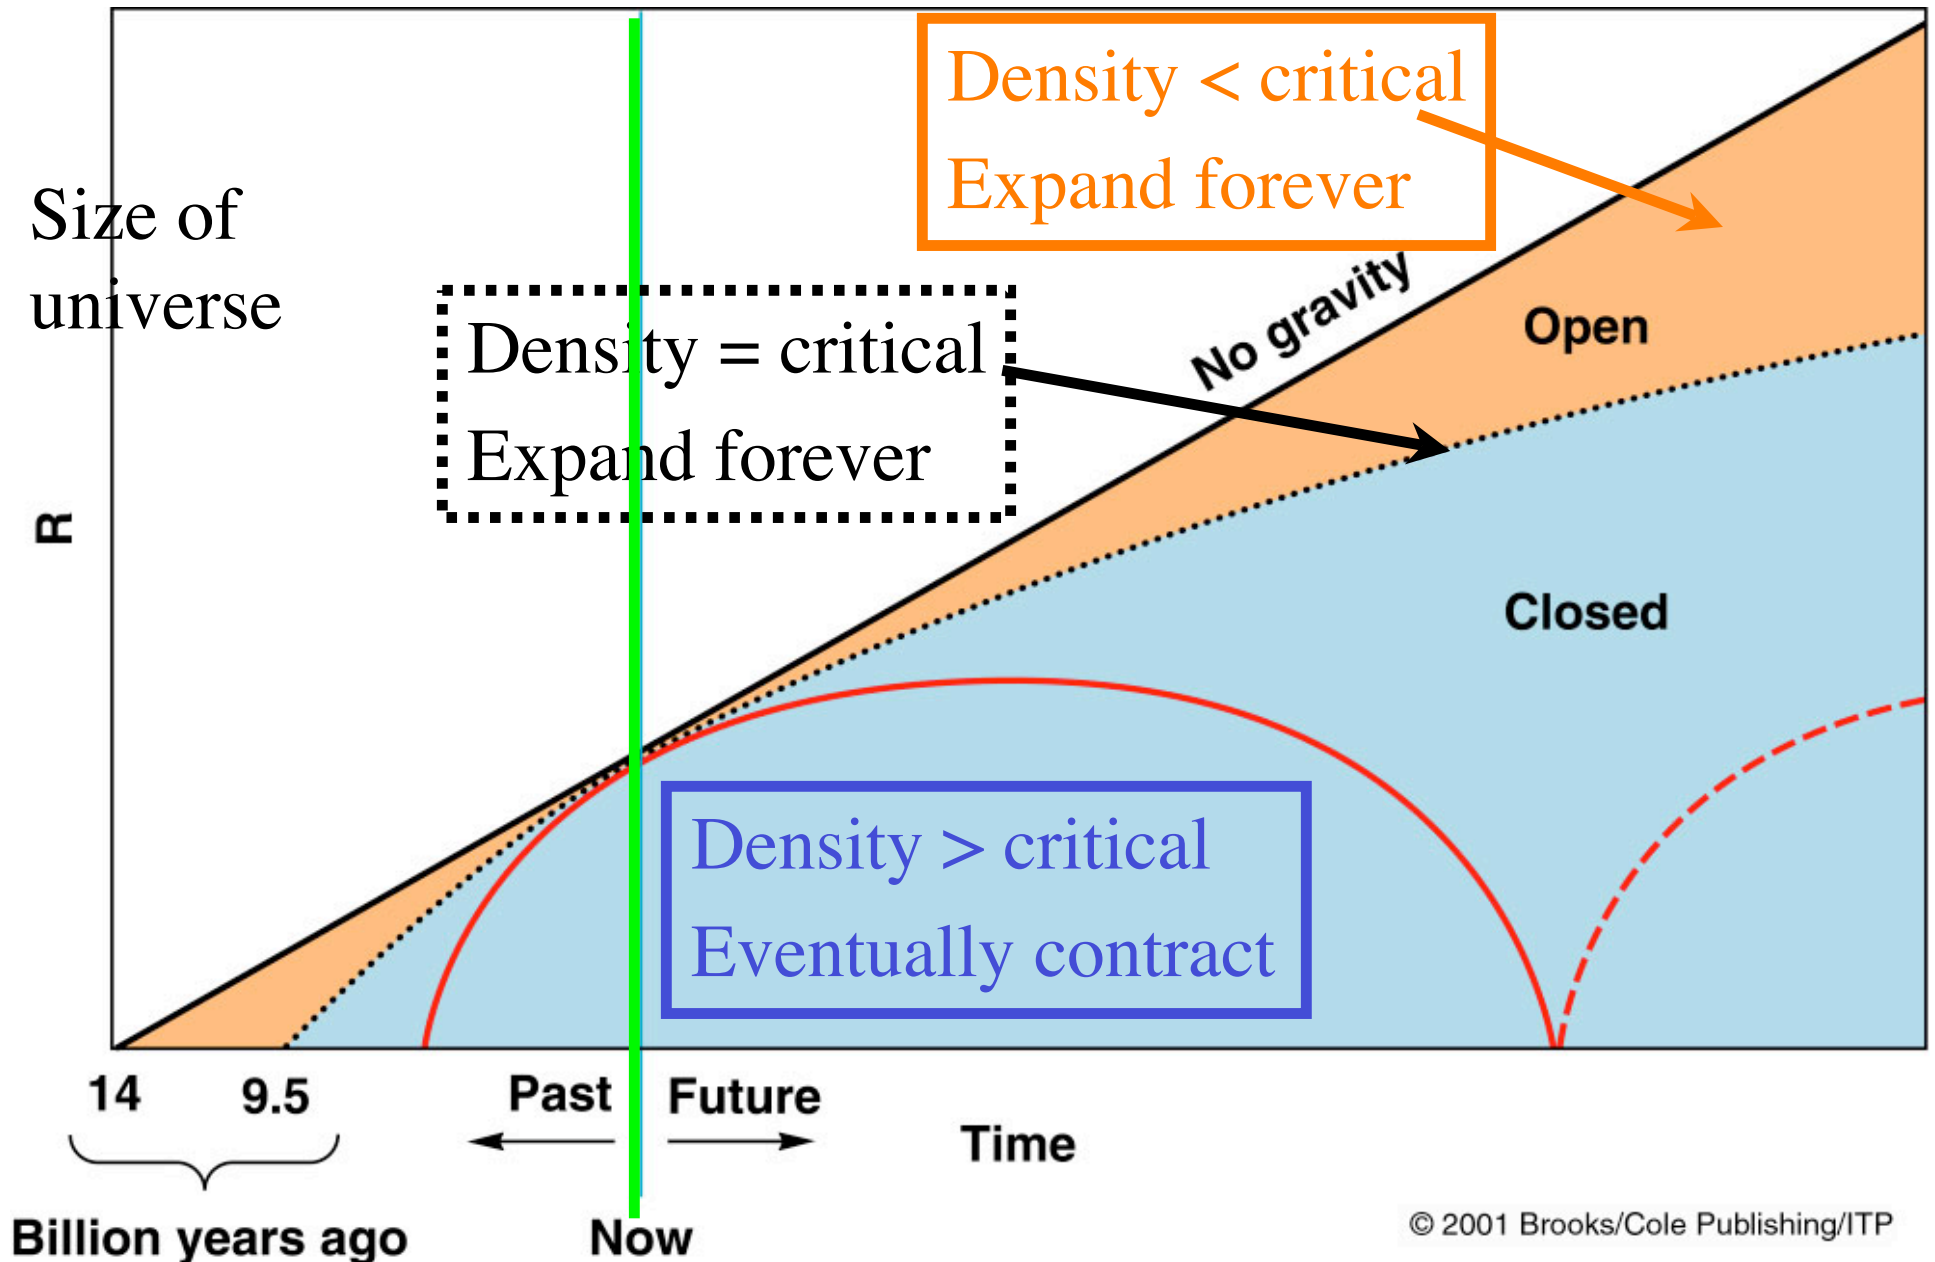 Density < critical
Expand forever
Size of
universe
Density = critical
Expand forever
No gravity
Open
R
Closed
Density > critical
Eventually contract
14 9.5 Past Future
Time
Billion years ago Now
© 2001 Brooks/Cole Publishing/ITP